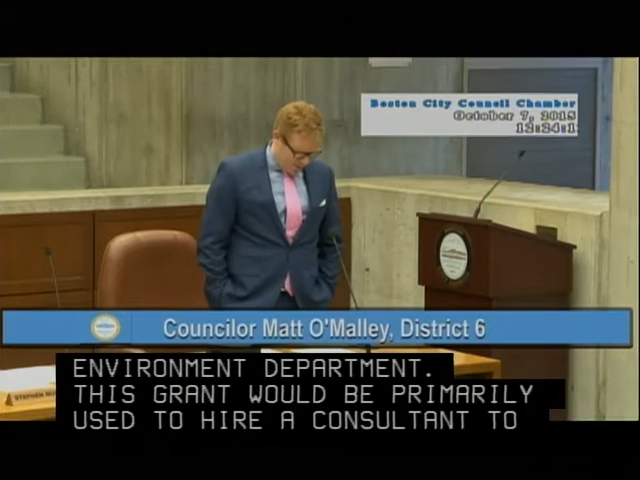 Boston City Council Chamber
October 7, 2015
12:24:1
Councilor Matt O'Malley, District 6
STEPHEN
ENVIRONMENT DEPARTMENT.
THIS GRANT WOULD BE PRIMARILY
USED TO HIRE A CONSULTANT TO